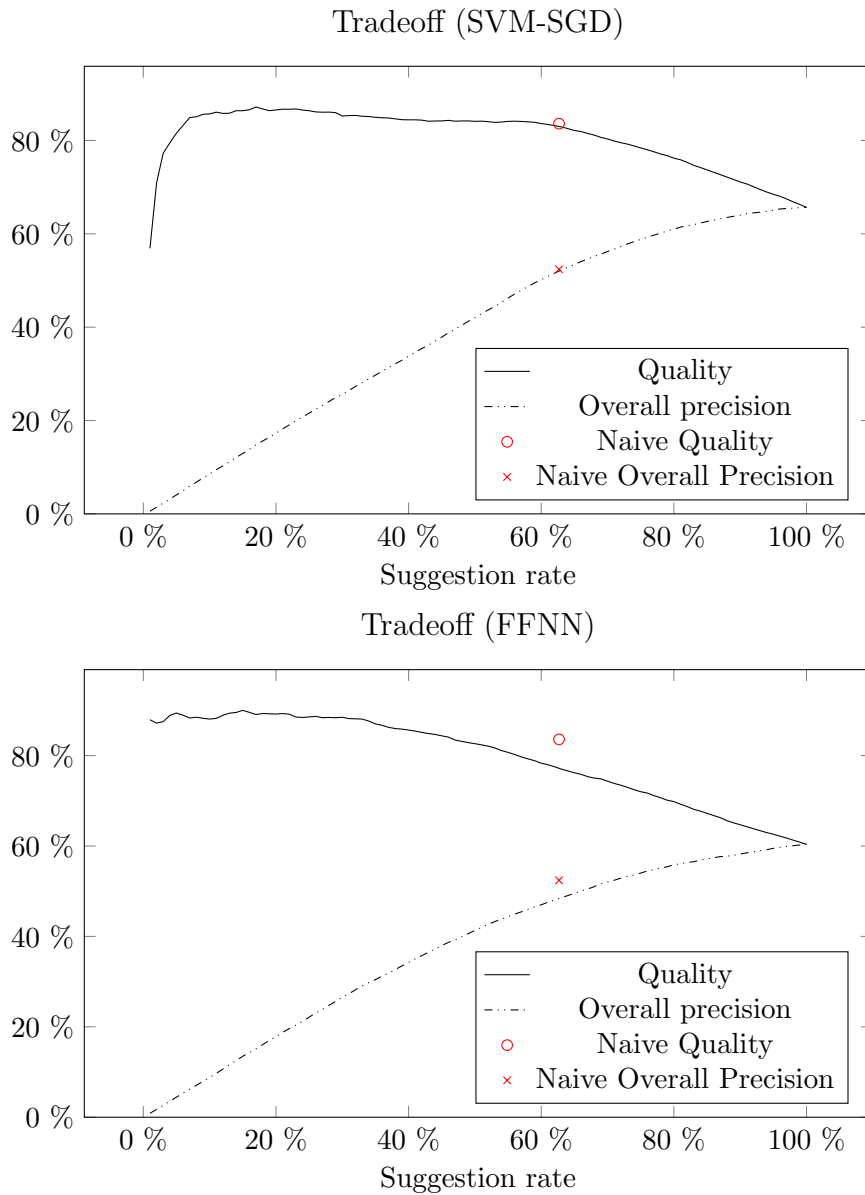 Tradeoff (SVM-SGD)
80 %
60 %
40 %
20 %
0 %
Quality
Overall precision
Naive Quality
Naive Overall Precision
0 % 20 % 40 % 60 % 80 % 100 %
Suggestion rate
Tradeoff (FFNN)
80 %
60 %
40 %
20 %
0 %
Quality
Overall precision
Naive Quality
Naive Overall Precision
0 % 20 % 40 % 60 % 80 % 100 %
Suggestion rate